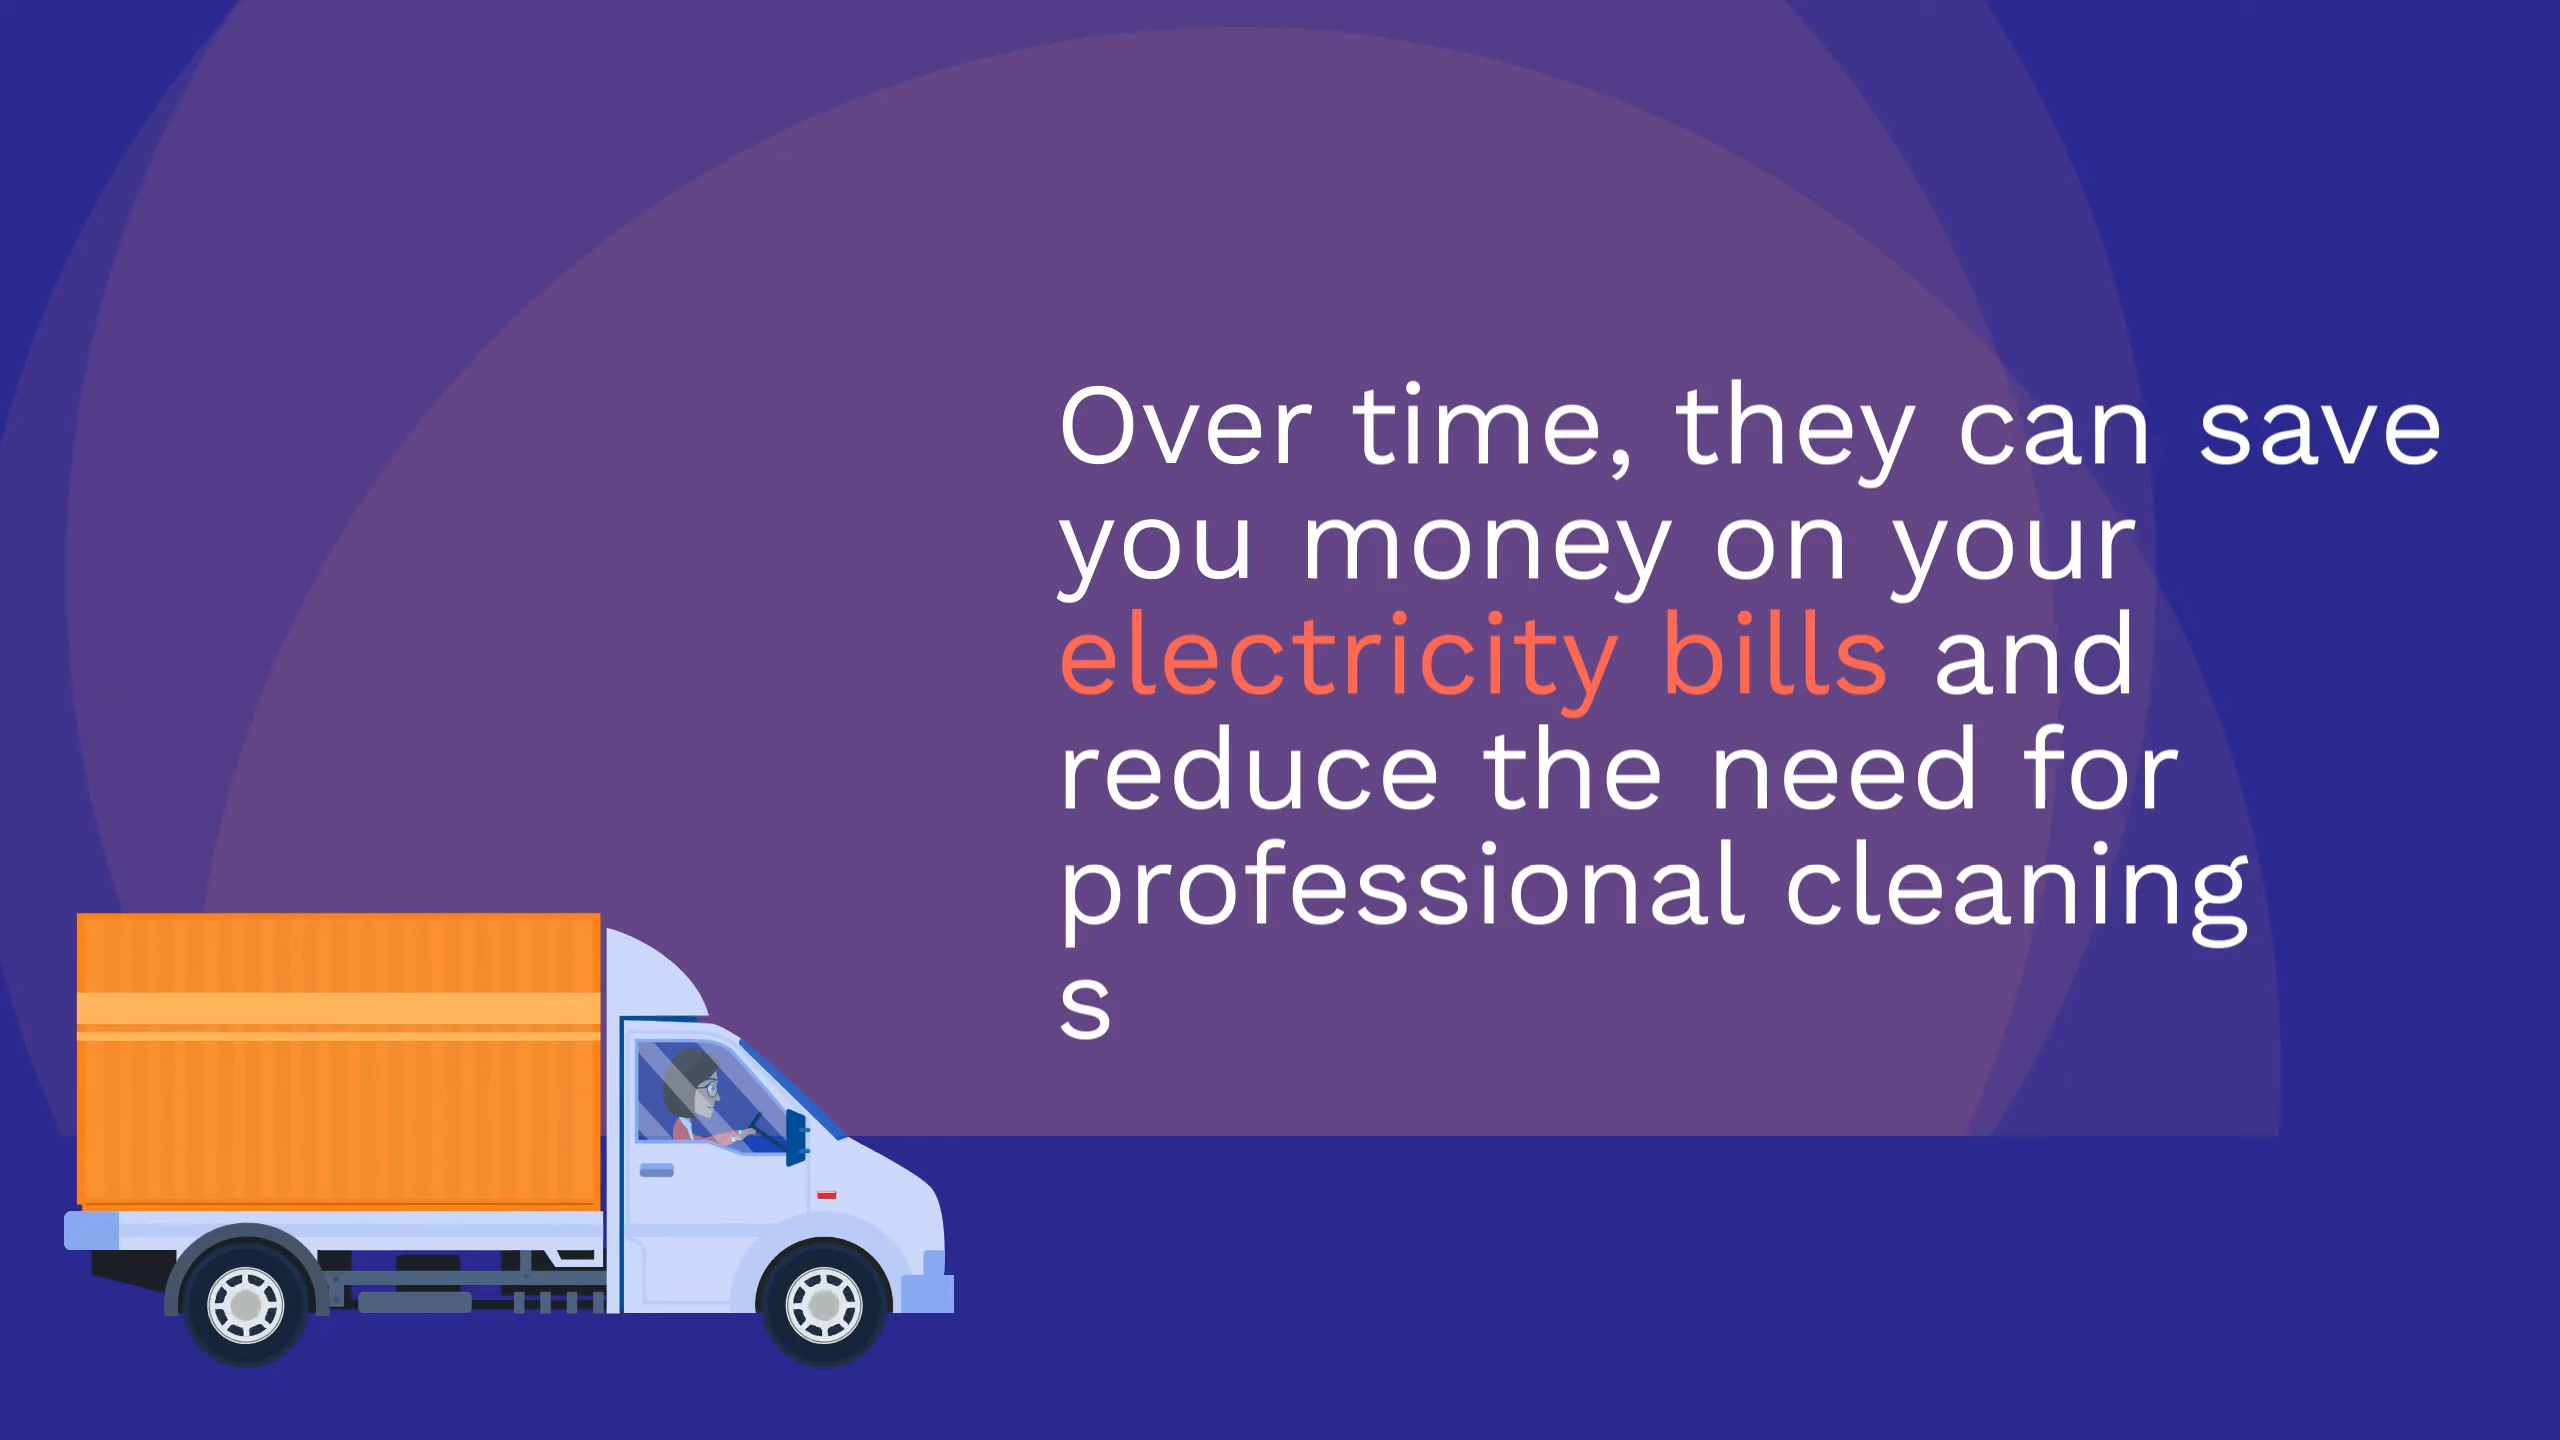 Over time, they can save
you money on your
electricity bills and
reduce the need for
professional cleaning
s